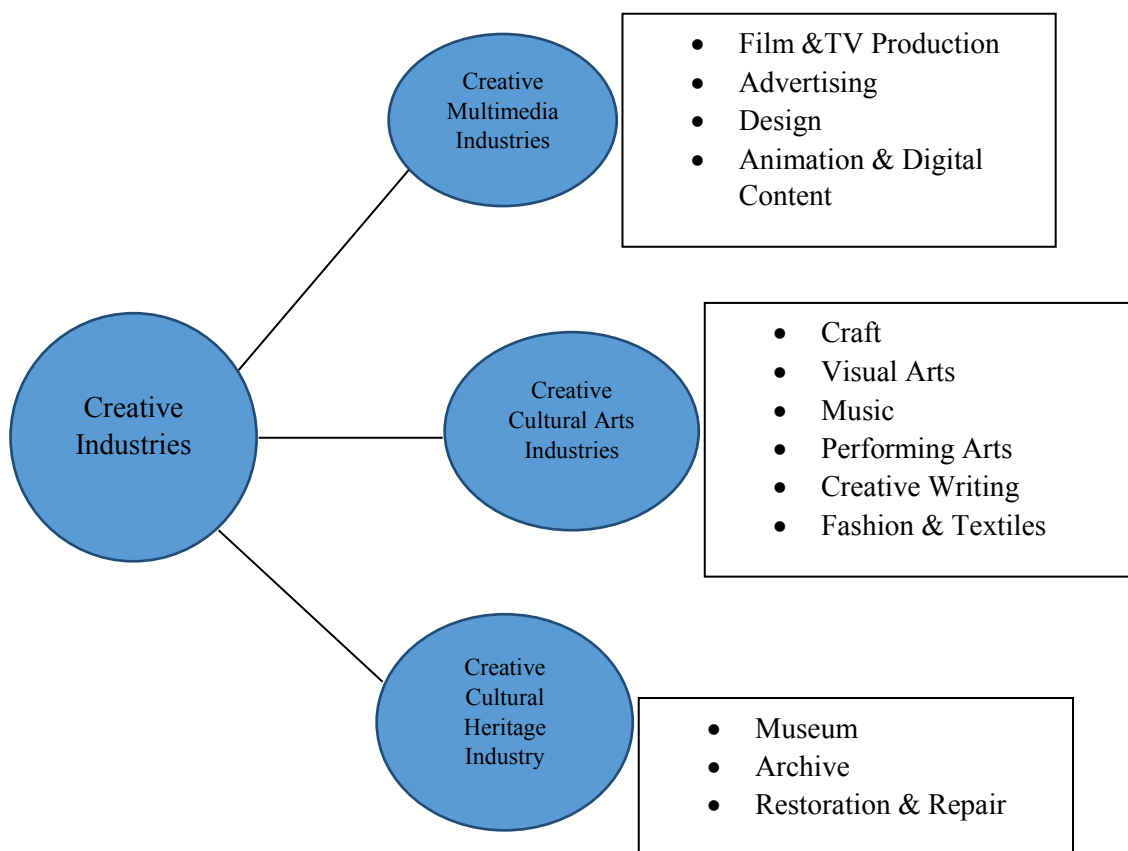 Creative
Multimedia
Industries
• Film &TV Production
• Advertising
• Design
• Animation & Digital
Content
Creative
Industries
Creative
Cultural Arts
Industries
• Craft
• Visual Arts
• Music
• Performing Arts
• Creative Writing
• Fashion & Textiles
Creative
Cultural
Heritage
Industry
• Museum
• Archive
• Restoration & Repair